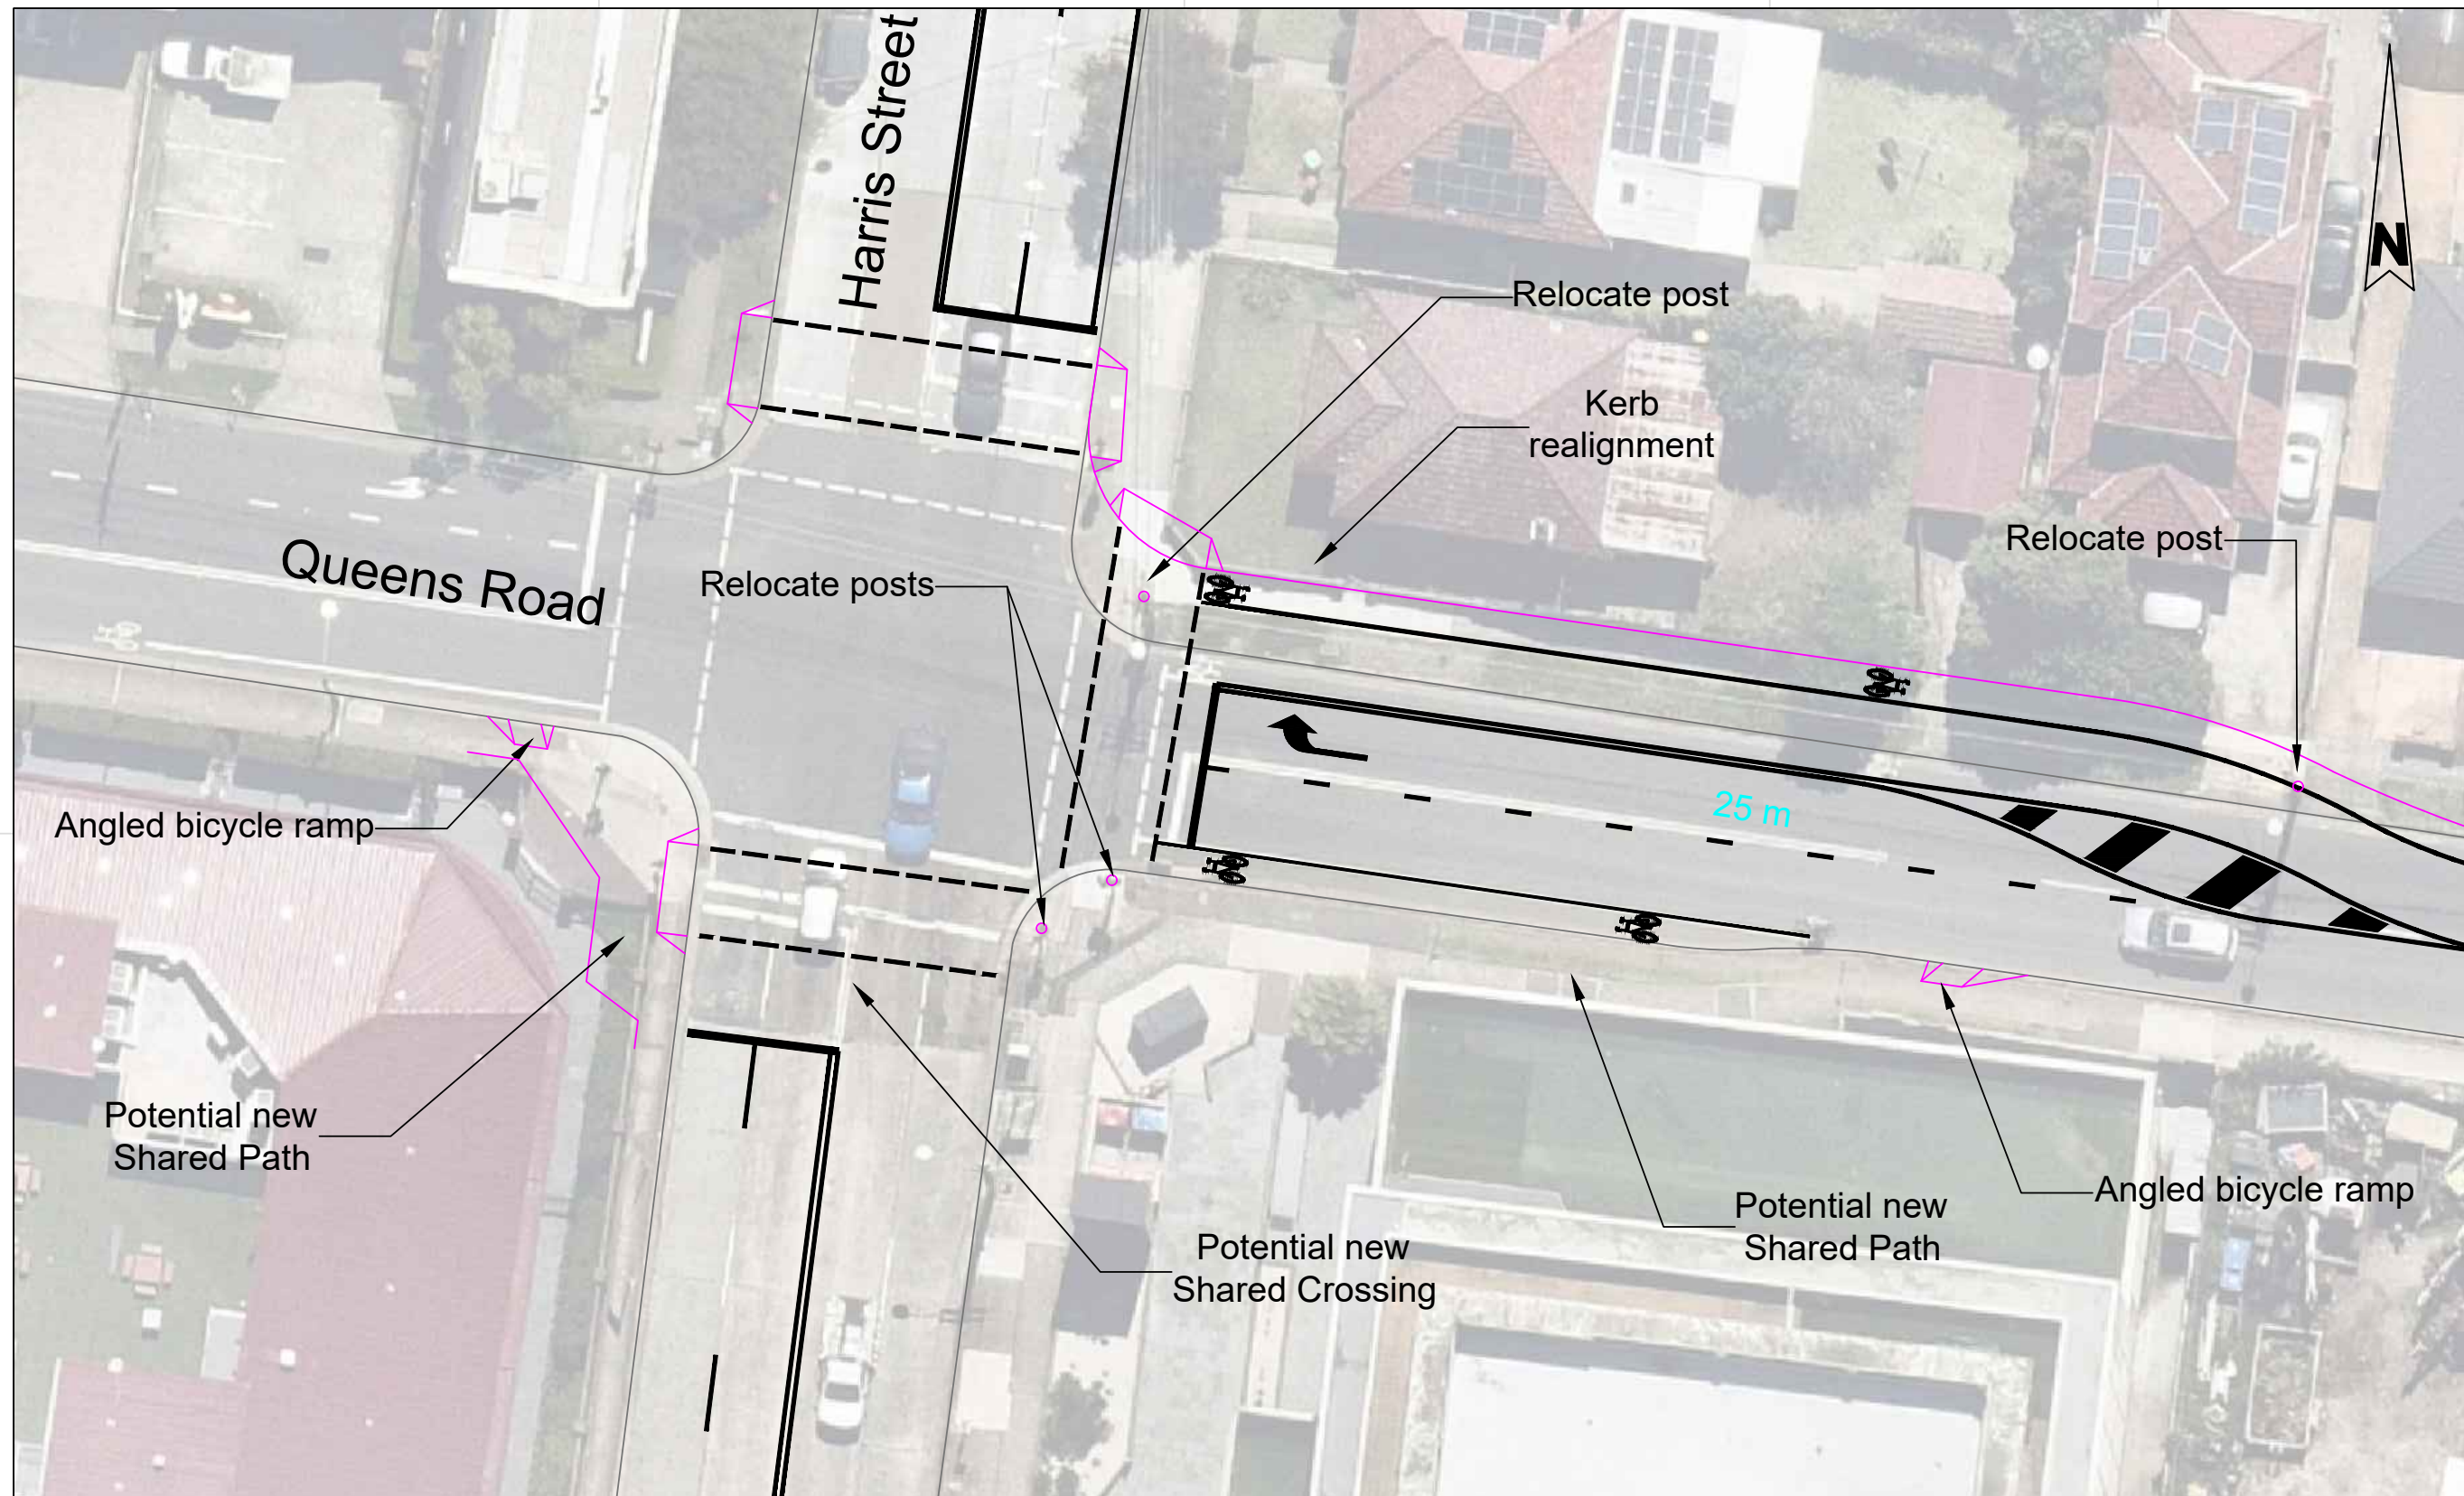 Harris Street
N
Relocate post
Kerb
realignment
Relocate post
Queens Road
Relocate posts
25 m
Angled bicycle ramp
Potential new
Shared Path
Potential new
Shared Crossing
Potential new
Shared Path
Angled bicycle ramp